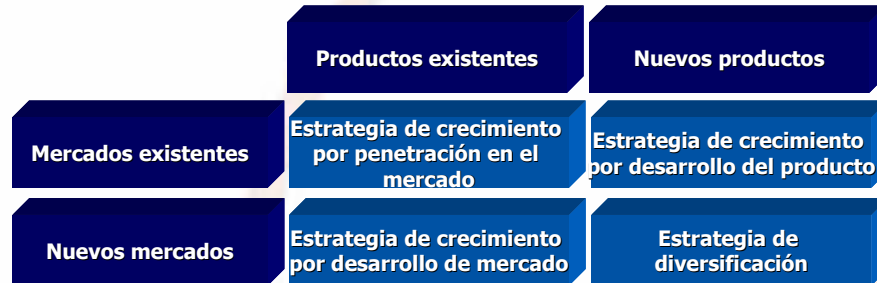 Productos existentes
Nuevos productos
Mercados existentes
Estrategia de crecimiento
por penetración en el
mercado
Estrategia de crecimiento
por desarrollo del producto
Nuevos mercados
Estrategia de crecimiento
por desarrollo de mercado
Estrategia de
diversificación